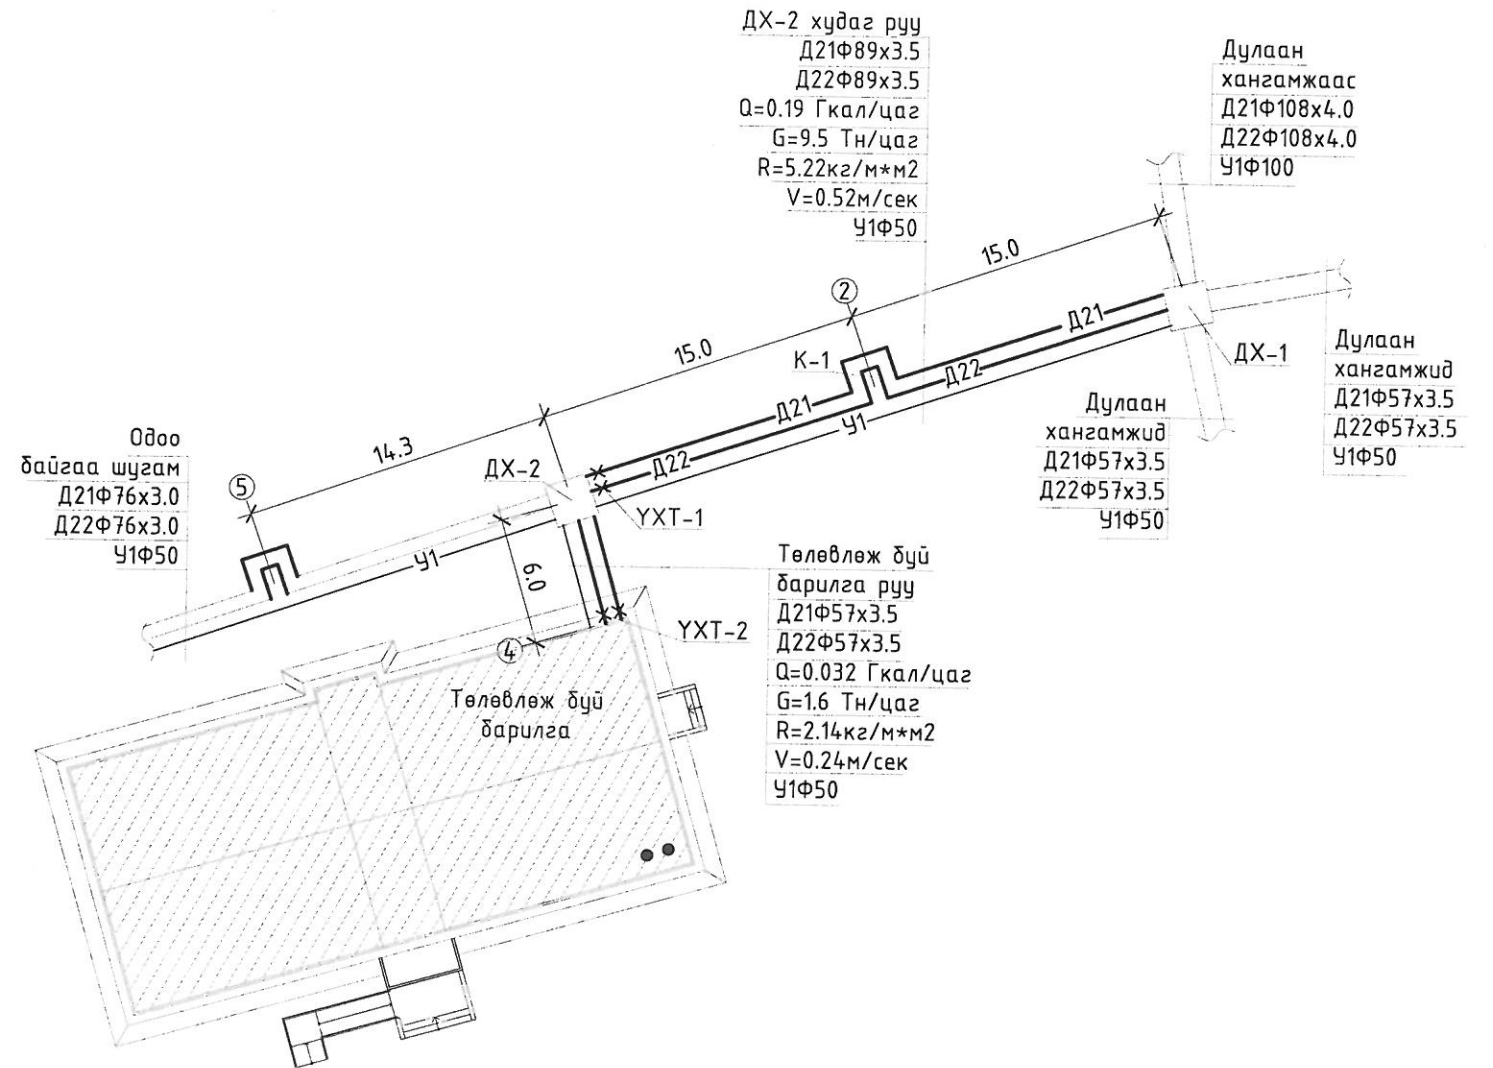 ДХ-2 худаг руу
Д21Ф89х3.5
Д22Ф89х3.5
Q=0.19 Гкал/цаг
G=9.5 Тн/цаг
R=5.22кг/м*м2
V=0.52м/сек
У1Ф50
Дулаан
хангамжаас
Д21Ф108х4.0
Д22Ф108х4.0
У1Ф100
15.0
2
15.0
Д21
К-1
Д22
ДХ-1
Д21
У1
Дулаан
хангамжид
Д21Ф57х3.5
Д22Ф57х3.5
У1Ф50
Дулаан
хангамжид
Д21Ф57х3.5
Д22Ф57х3.5
У1Ф50
14.3
Одоо
байгаа шугам
Д21Ф76х3.0
Д22Ф76х3.0
У1Ф50
5
ДХ-2
Д22
УХТ-1
У1
6.0
4
УХТ-2
Төлөвлөж буй
барилга руу
Д21Ф57х3.5
Д22Ф57х3.5
Q=0.032 Гкал/цаг
G=1.6 Тн/цаг
R=2.14кг/м*м2
V=0.24м/сек
У1Ф50
Төлөвлөж буй
барилга